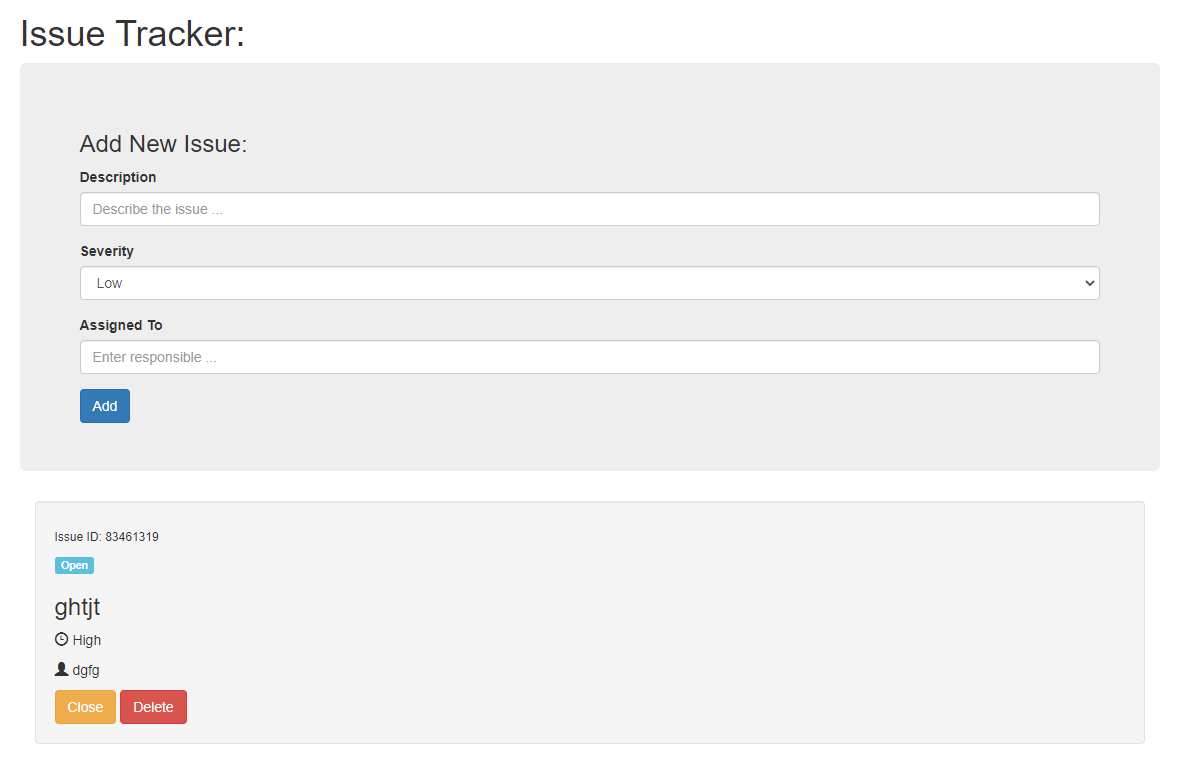 Issue Tracker:
Add New Issue:
Description
Describe the issue ...
Severity
Low
Assigned To
Enter responsible ...
Add
Issue ID: 83461319
Open
ghtjt
High
dgfg
Close Delete